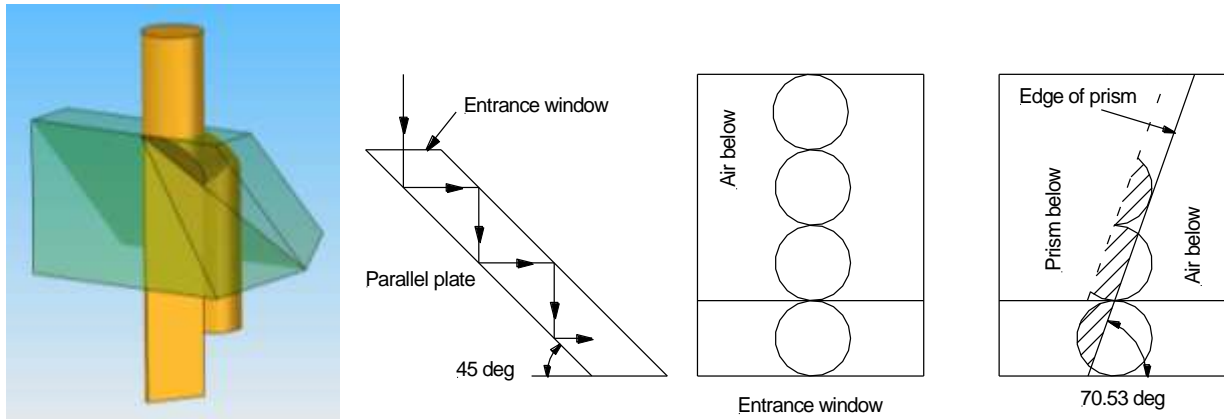 Entrance window
Parallel plate
45 deg
Air below
Entrance window
Edge of prism
Prism below
Air below
70.53 deg